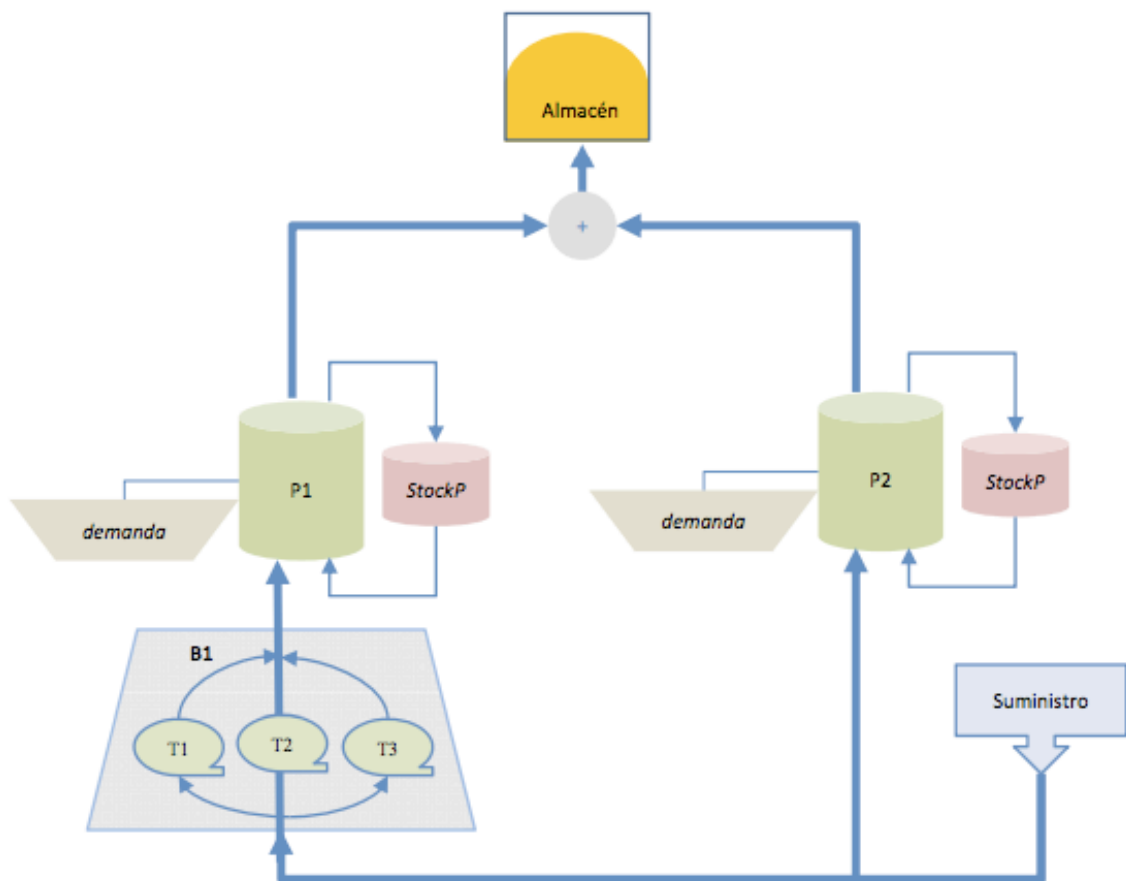 Almacén
+
P1
StockP
demanda
P2
StockP
demanda
B1
T1
T2
T3
Suministro